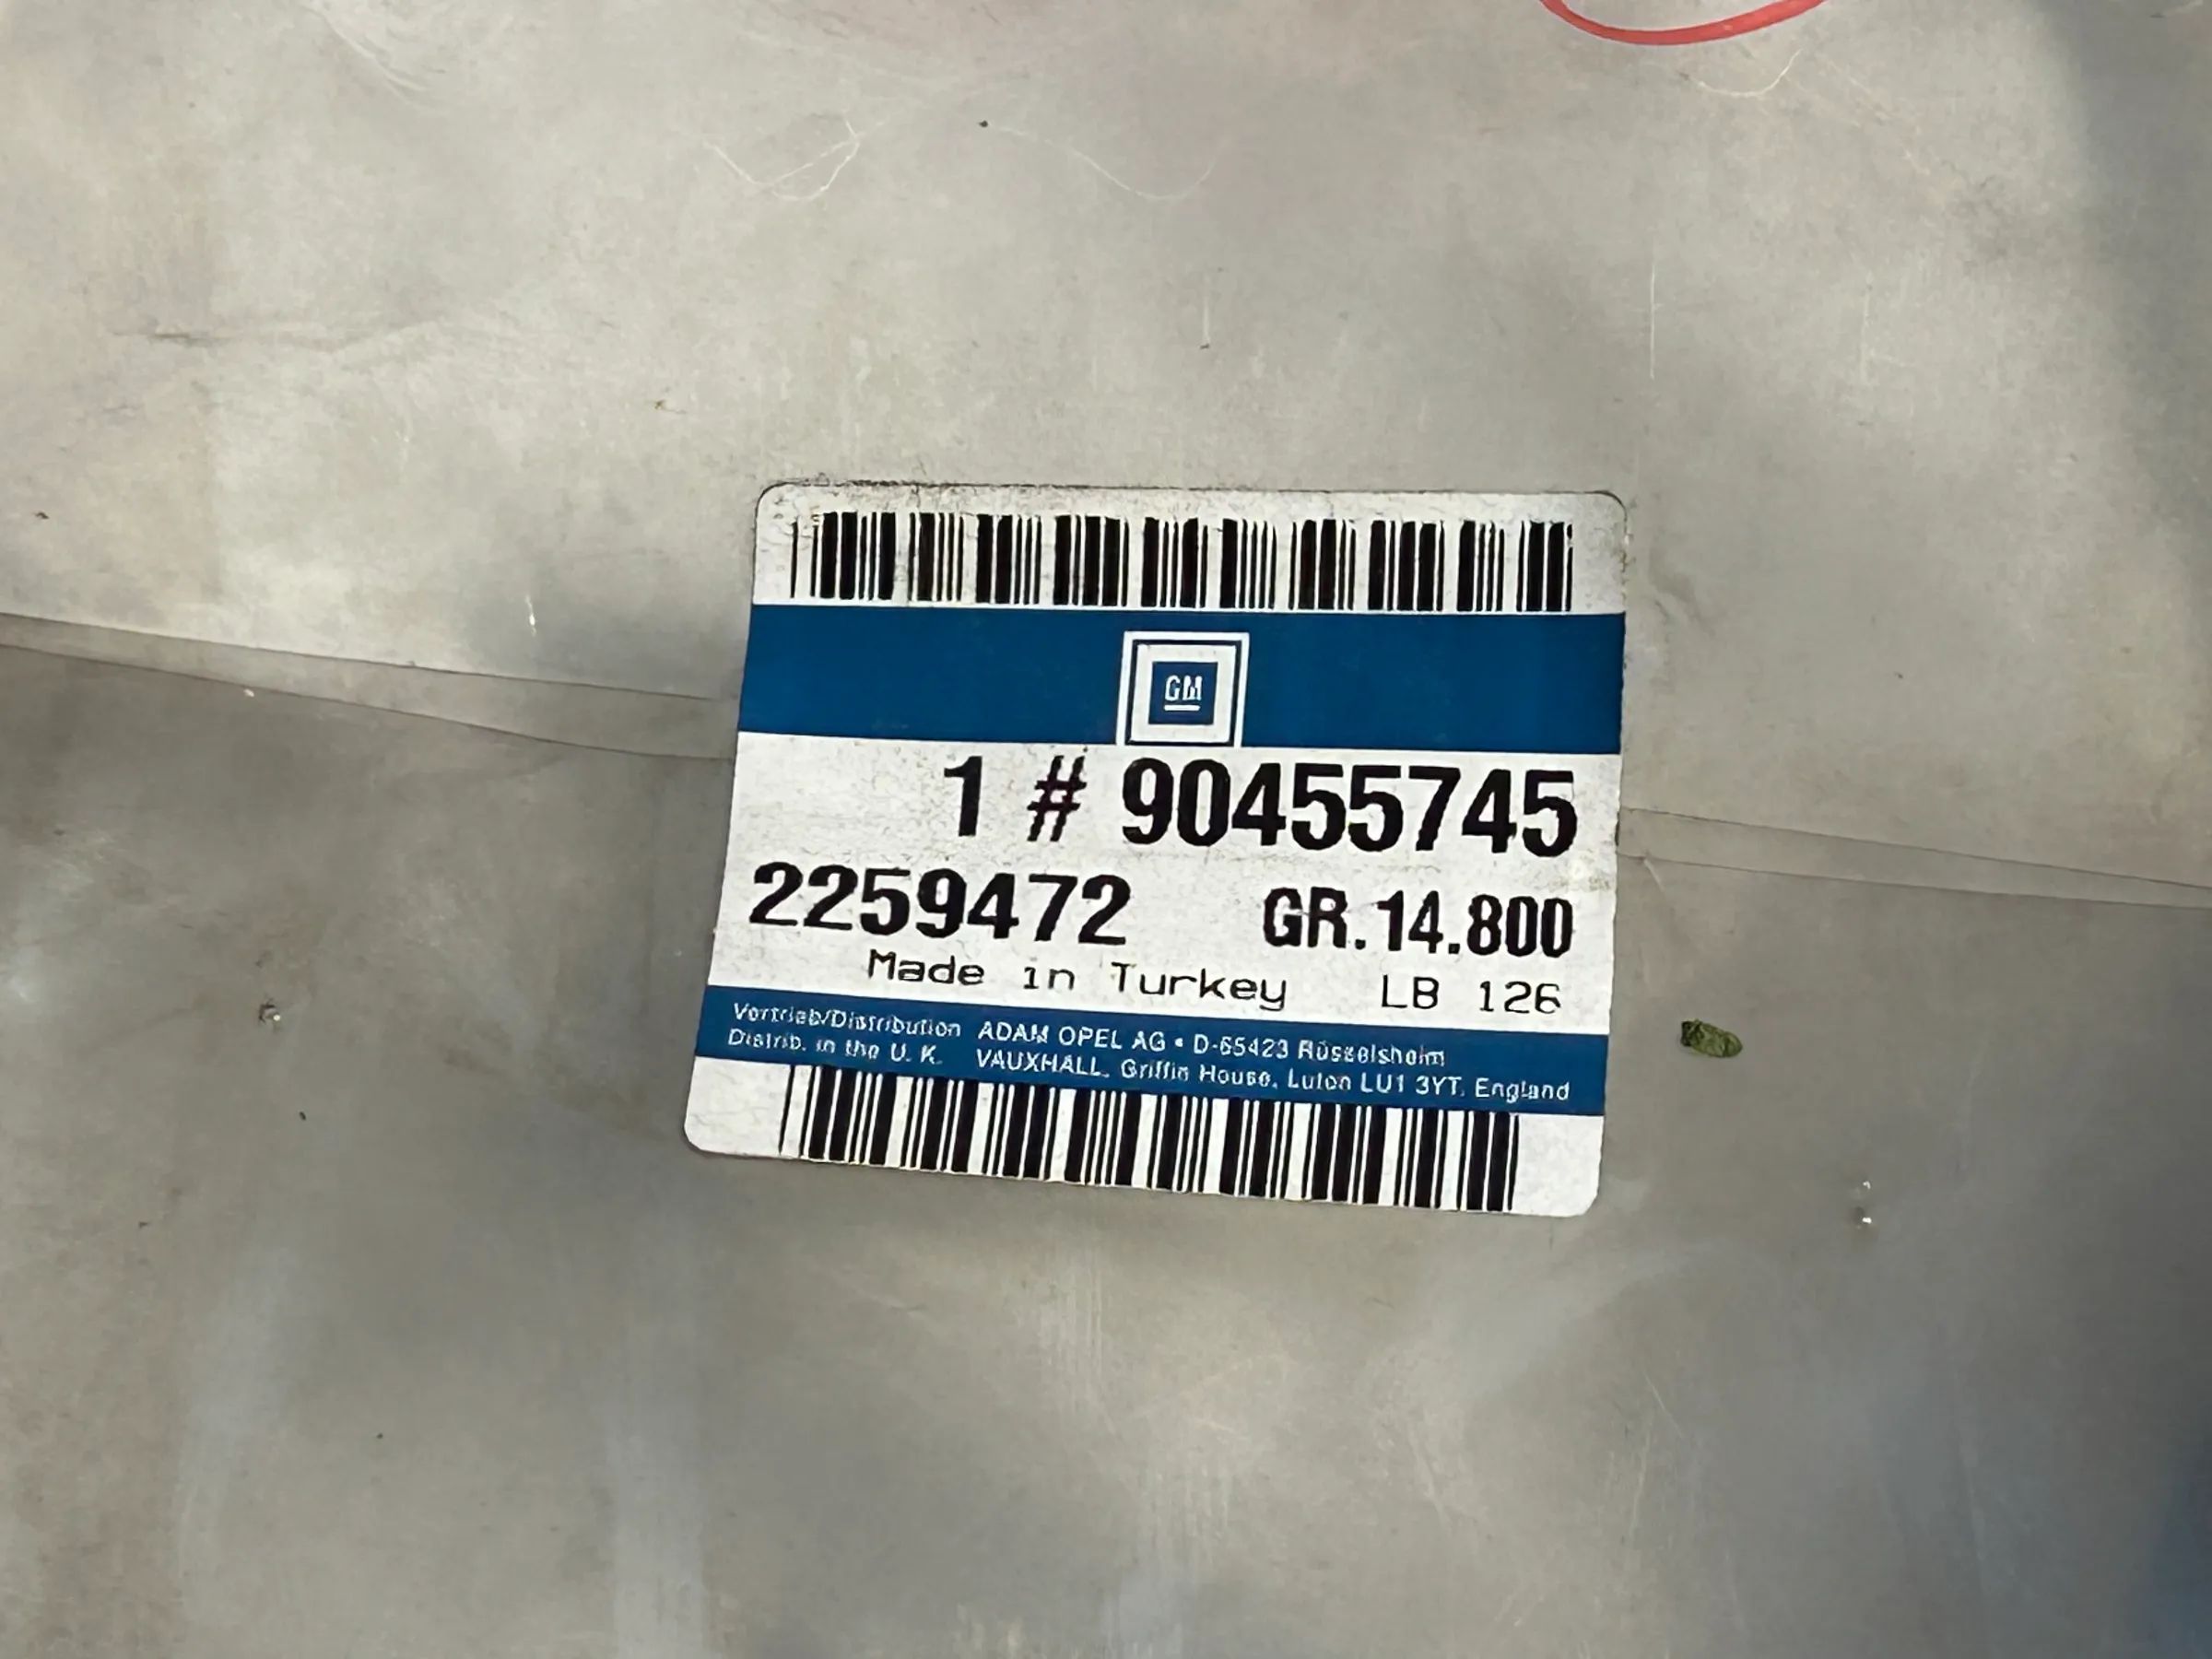 GM
1 # 90455745
2259472 GR.14.800
Made in Turkey LB 126
Vertrieb/Distribution ADAM OPEL AG • D-65423 Rüsselsheim
Distrib. in the U. K. VAUXHALL, Griffin House, Luton LU1 3YT, England